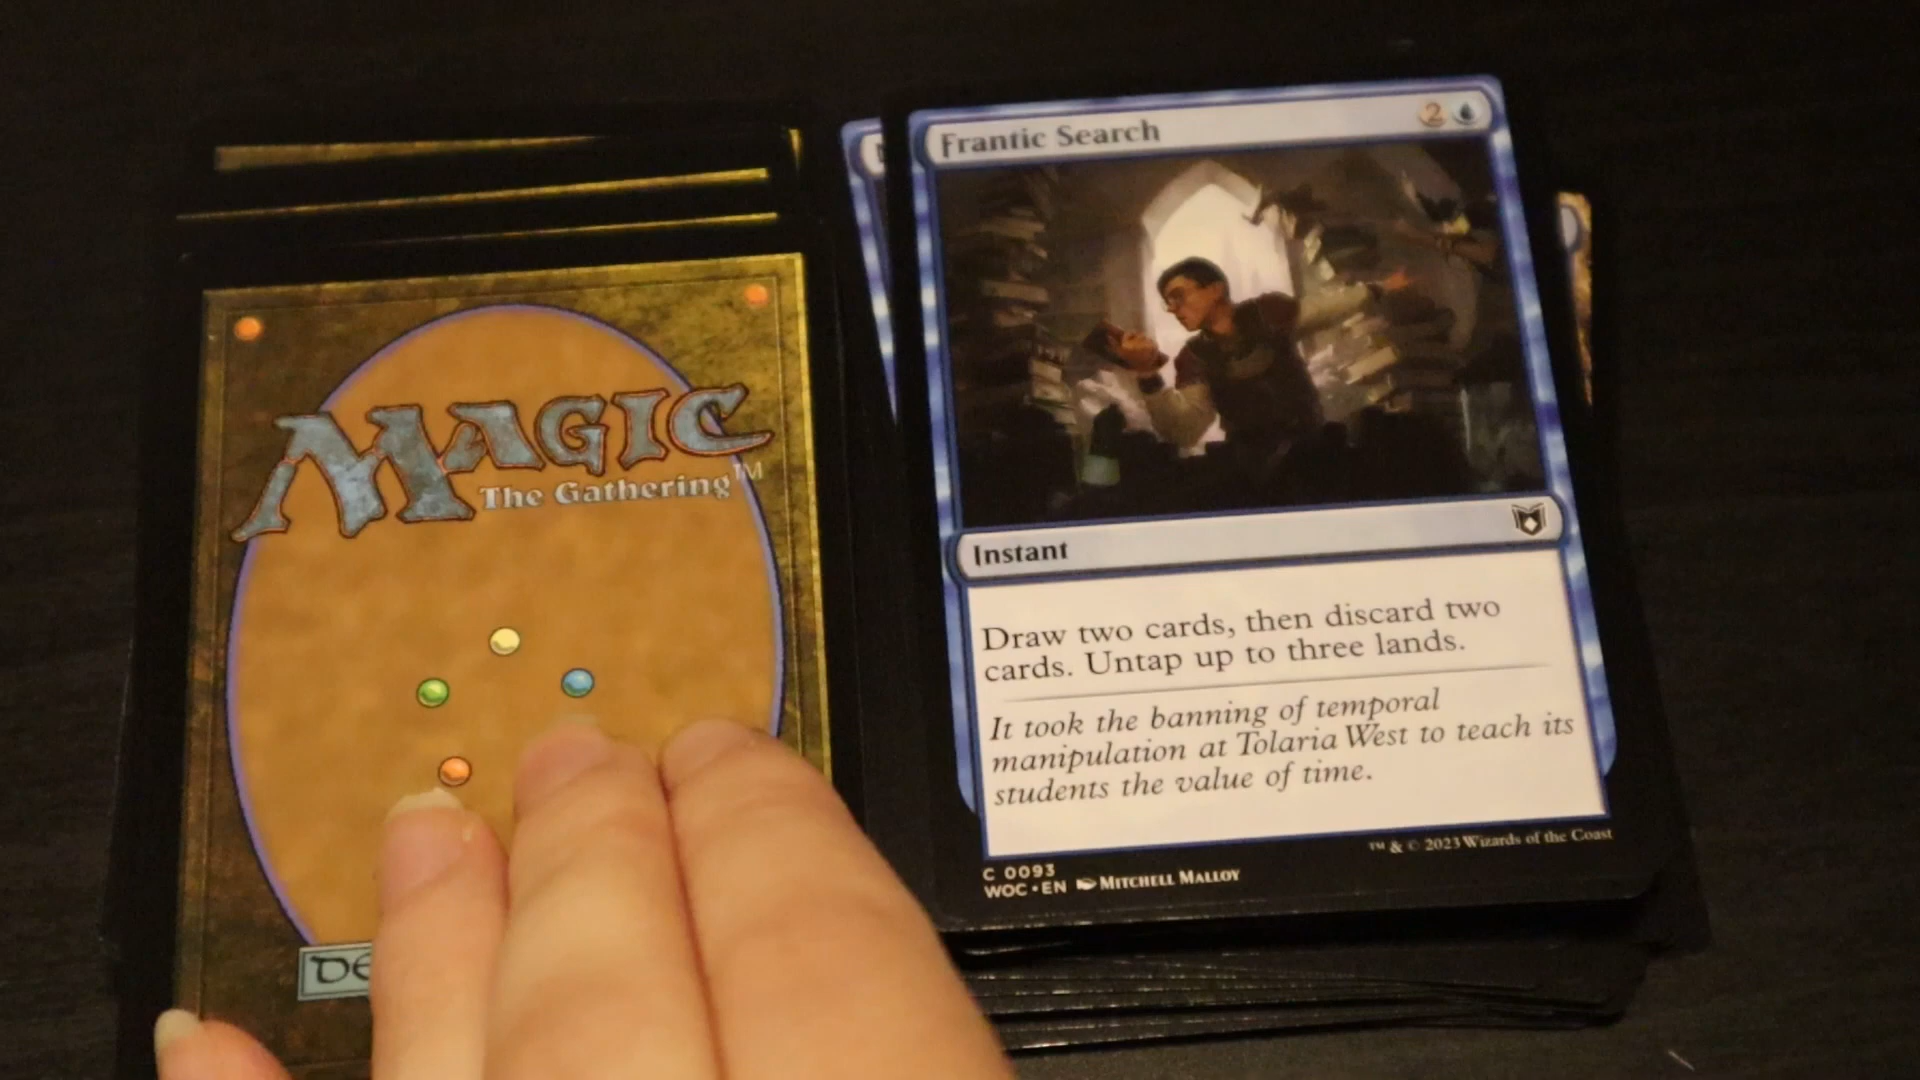 MAGIC
The Gathering™
DE
Frantic Search
2
Instant
Draw two cards, then discard two
cards. Untap up to three lands.
It took the banning of temporal
manipulation at Tolaria West to teach its
students the value of time.
™ & © 2023 Wizards of the Coast
C 0093
WOC • EN MITCHELL MALLOY